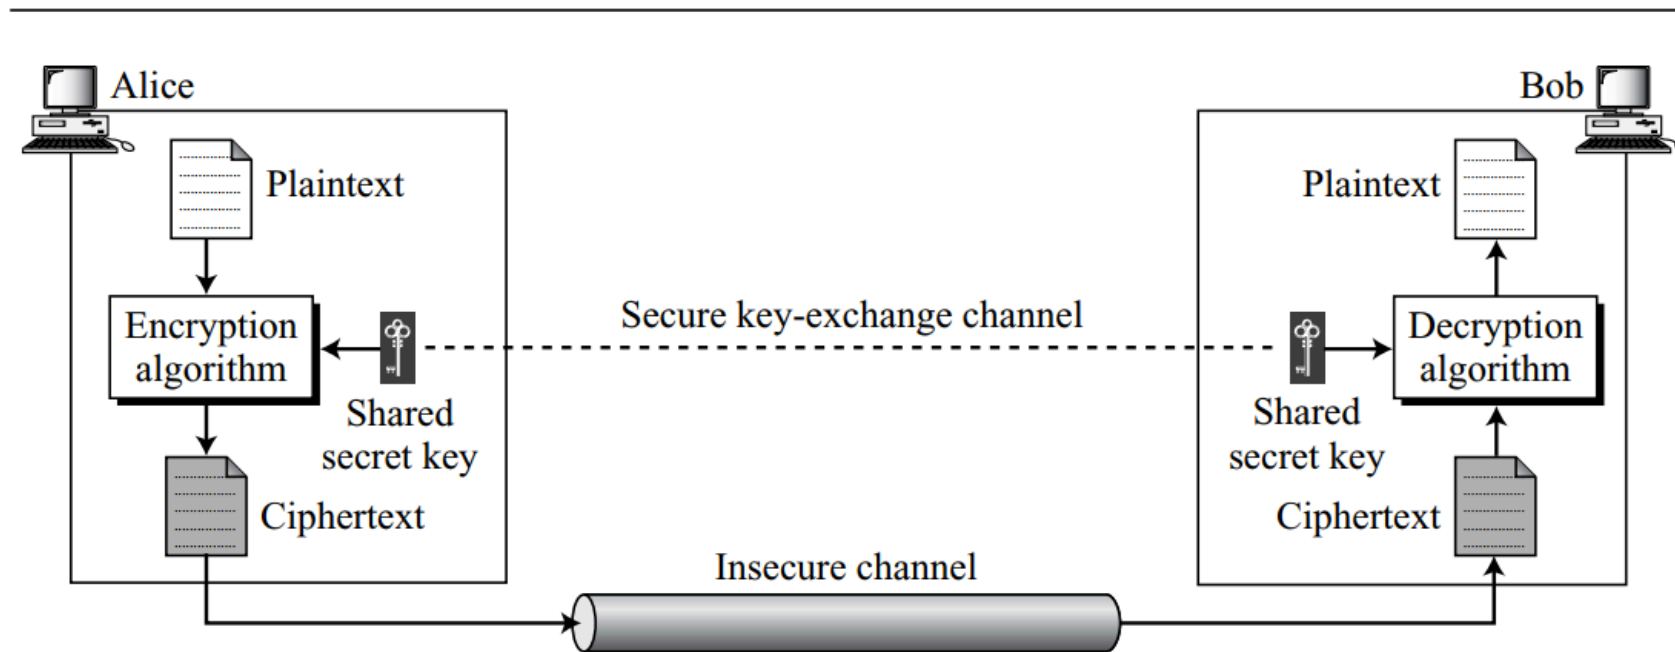 Alice
Bob
Plaintext
Plaintext
Secure key-exchange channel
Encryption
algorithm
Decryption
algorithm
Shared
secret key
Shared
secret key
Ciphertext
Ciphertext
Insecure channel